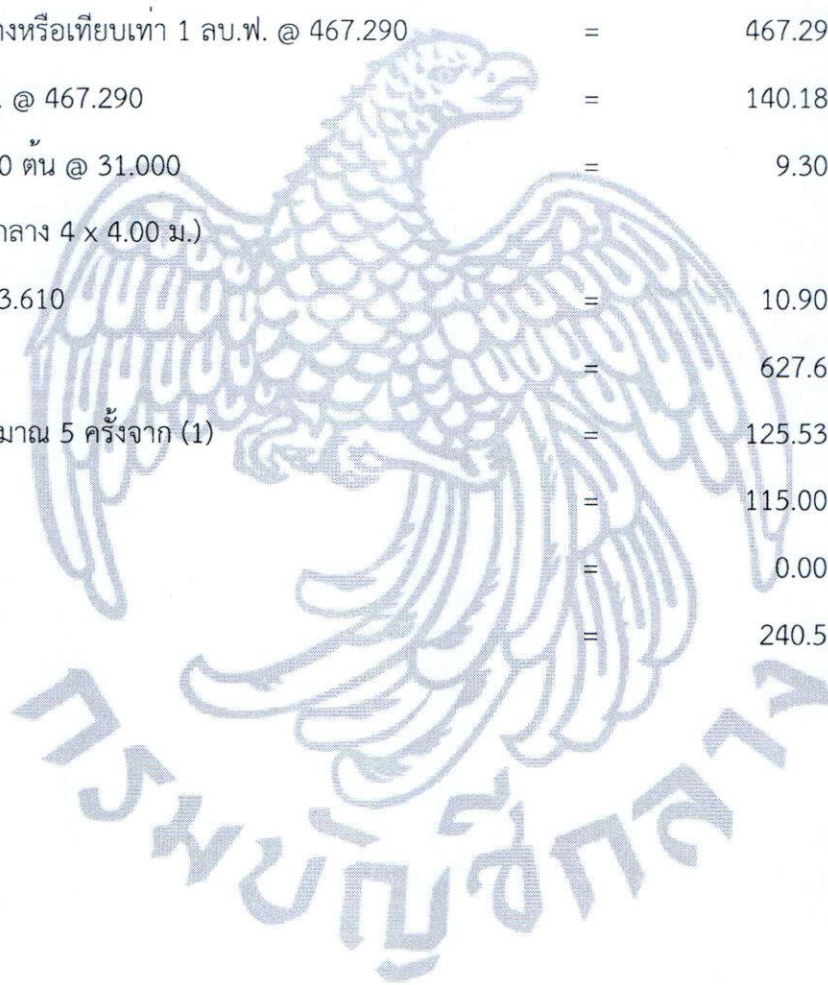 างหรือเทียบเท่า 1 ลบ.ฟ. @ 467.290 = 467.29
. @ 467.290 = 140.18
0 ต้น @ 31.000 = 9.30
กลาง 4 x 4.00 ม.)
3.610 = 10.90
= 627.6
มาณ 5 ครั้งจาก (1) = 125.53
= 115.00
= 0.00
= 240.5
กรมบัญชีกลาง